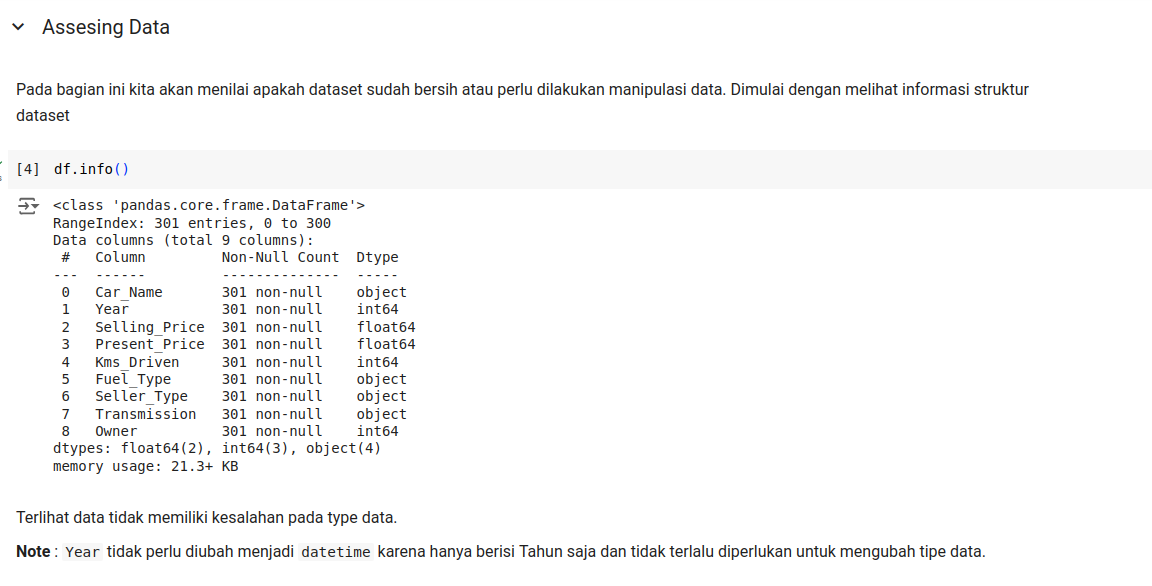 Assesing Data
Pada bagian ini kita akan menilai apakah dataset sudah bersih atau perlu dilakukan manipulasi data. Dimulai dengan melihat informasi struktur
dataset
[4] df.info()
<class 'pandas.core.frame.DataFrame'>
RangeIndex: 301 entries, 0 to 300
Data columns (total 9 columns):
 #   Column         Non-Null Count  Dtype
---  ------         --------------  -----
 0   Car_Name       301 non-null    object
 1   Year           301 non-null    int64
 2   Selling_Price  301 non-null    float64
 3   Present_Price  301 non-null    float64
 4   Kms_Driven     301 non-null    int64
 5   Fuel_Type      301 non-null    object
 6   Seller_Type    301 non-null    object
 7   Transmission   301 non-null    object
 8   Owner          301 non-null    int64
dtypes: float64(2), int64(3), object(4)
memory usage: 21.3+ KB
Terlihat data tidak memiliki kesalahan pada type data.
Note : Year tidak perlu diubah menjadi datetime karena hanya berisi Tahun saja dan tidak terlalu diperlukan untuk mengubah tipe data.